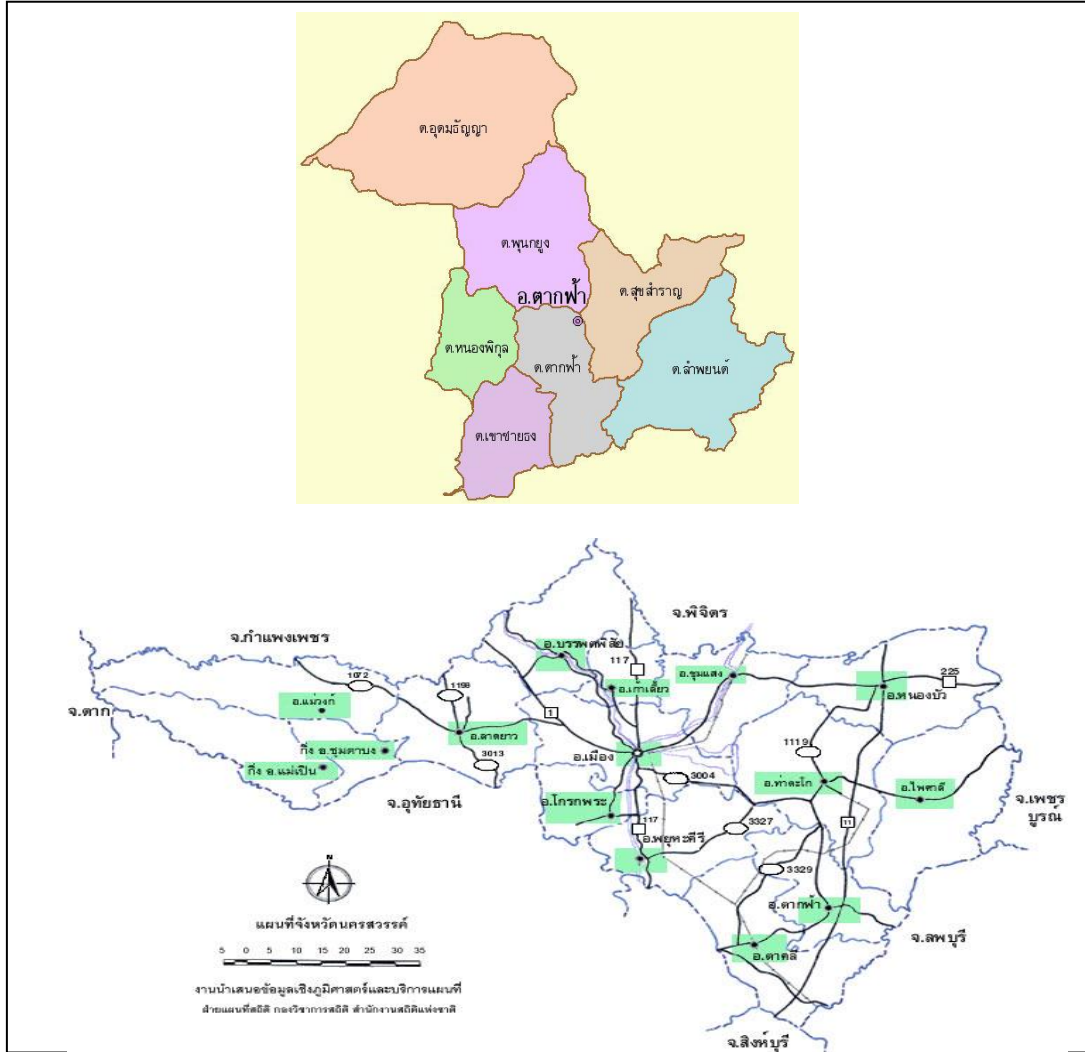 ต.อุดมธัญญา
ต.พุนกยูง
อ.ตากฟ้า
ต.สุขสำราญ
ต.หนองพิกุล
ต.ตากฟ้า
ต.ลำพยนต์
ต.เขาชายธง
จ.พิจิตร
จ.กำแพงเพชร
อ.บรรพตพิสัย
117
1072
1198
อ.เก้าเลี้ยว
อ.ชุมแสง
225
อ.หนองบัว
อ.แม่วงก์
จ.ตาก
1
อ.ลาดยาว
กิ่ง อ.ชุมตาบง
3013
อ.เมือง
1119
กิ่ง อ.แม่เปิน
3004
อ.ท่าตะโก
อ.ไพศาลี
จ.อุทัยธานี
อ.โกรกพระ
จ.เพชร
บูรณ์
117
3327
11
อ.พยุหะคีรี
3329
N
อ.ตากฟ้า
แผนที่จังหวัดนครสวรรค์
จ.ลพบุรี
อ.ตาคลี
5 0 5 10 15 20 25 30 35
งานนำเสนอข้อมูลเชิงภูมิศาสตร์และบริการแผนที่
ฝ่ายแผนที่สถิติ กองวิชาการสถิติ สำนักงานสถิติแห่งชาติ
จ.สิงห์บุรี